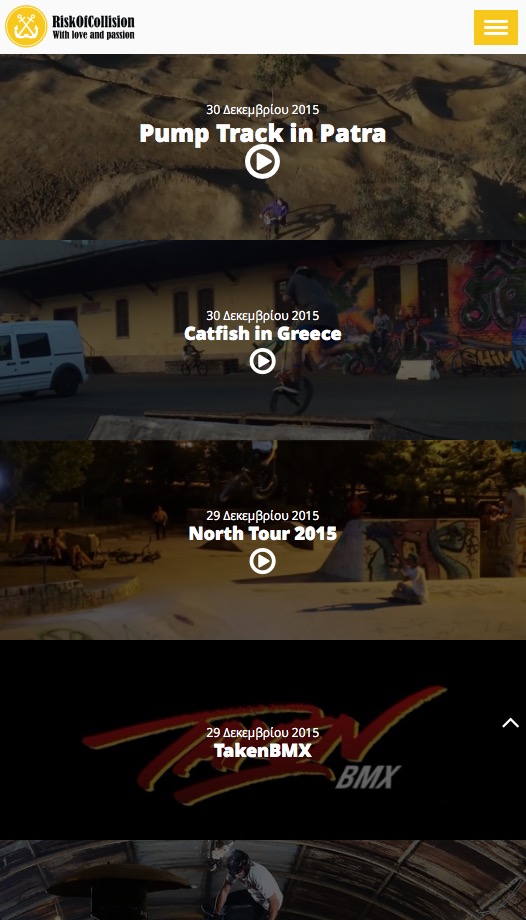 RiskOfCollision
With love and passion
30 Δεκεμβρίου 2015
Pump Track in Patra
30 Δεκεμβρίου 2015
Catfish in Greece
29 Δεκεμβρίου 2015
North Tour 2015
29 Δεκεμβρίου 2015
TakenBMX
TAKEN
BMX